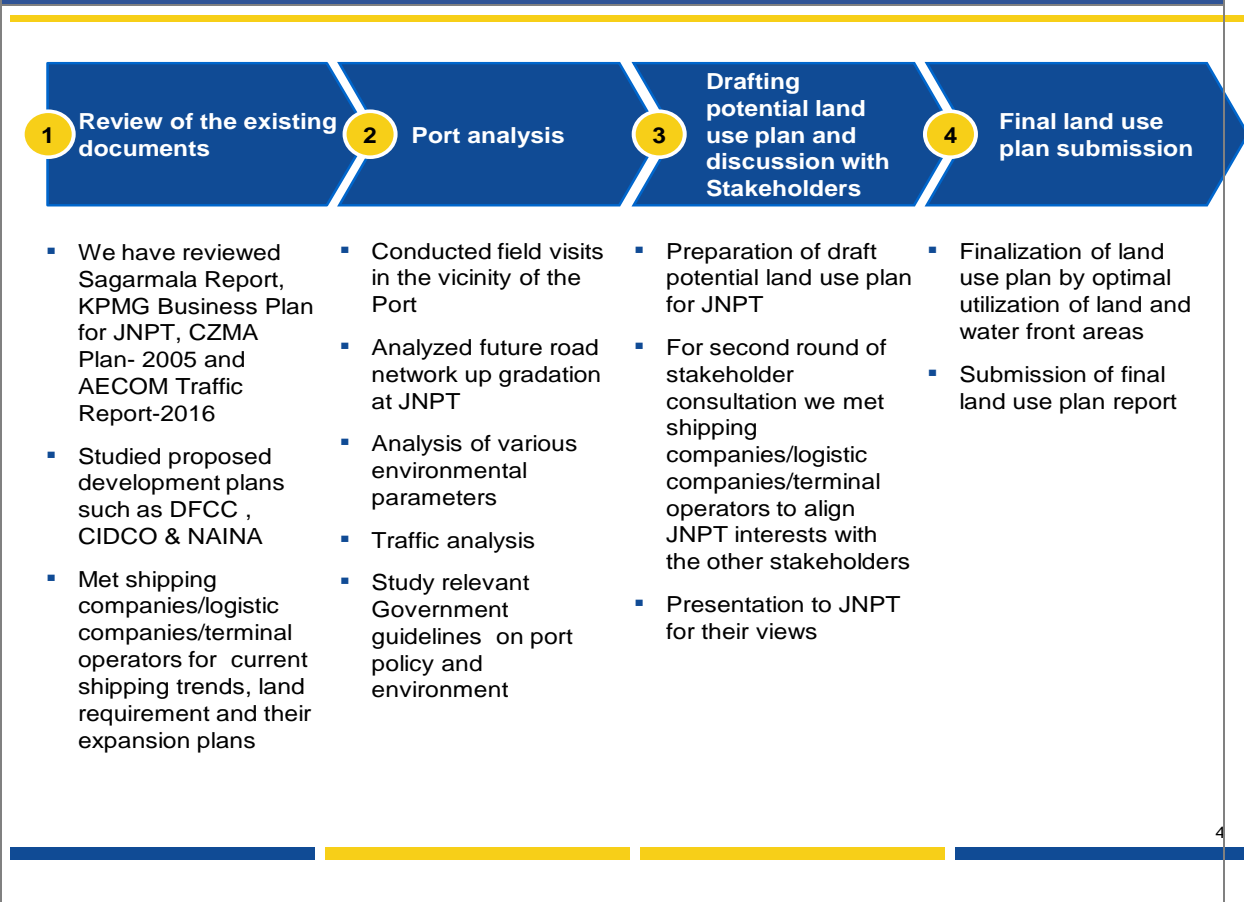 1
Review of the existing
documents
2
Port analysis
3
Drafting
potential land
use plan and
discussion with
Stakeholders
4
Final land use
plan submission
▪ We have reviewed
Sagarmala Report,
KPMG Business Plan
for JNPT, CZMA
Plan- 2005 and
AECOM Traffic
Report-2016
▪ Studied proposed
development plans
such as DFCC ,
CIDCO & NAINA
▪ Met shipping
companies/logistic
companies/terminal
operators for  current
shipping trends, land
requirement and their
expansion plans
▪ Conducted field visits
in the vicinity of the
Port
▪ Analyzed future road
network up gradation
at JNPT
▪ Analysis of various
environmental
parameters
▪ Traffic analysis
▪ Study relevant
Government
guidelines  on port
policy and
environment
▪ Preparation of draft
potential land use plan
for JNPT
▪ For second round of
stakeholder
consultation we met
shipping
companies/logistic
companies/terminal
operators to align
JNPT interests with
the other stakeholders
▪ Presentation to JNPT
for their views
▪ Finalization of land
use plan by optimal
utilization of land and
water front areas
▪ Submission of final
land use plan report
4